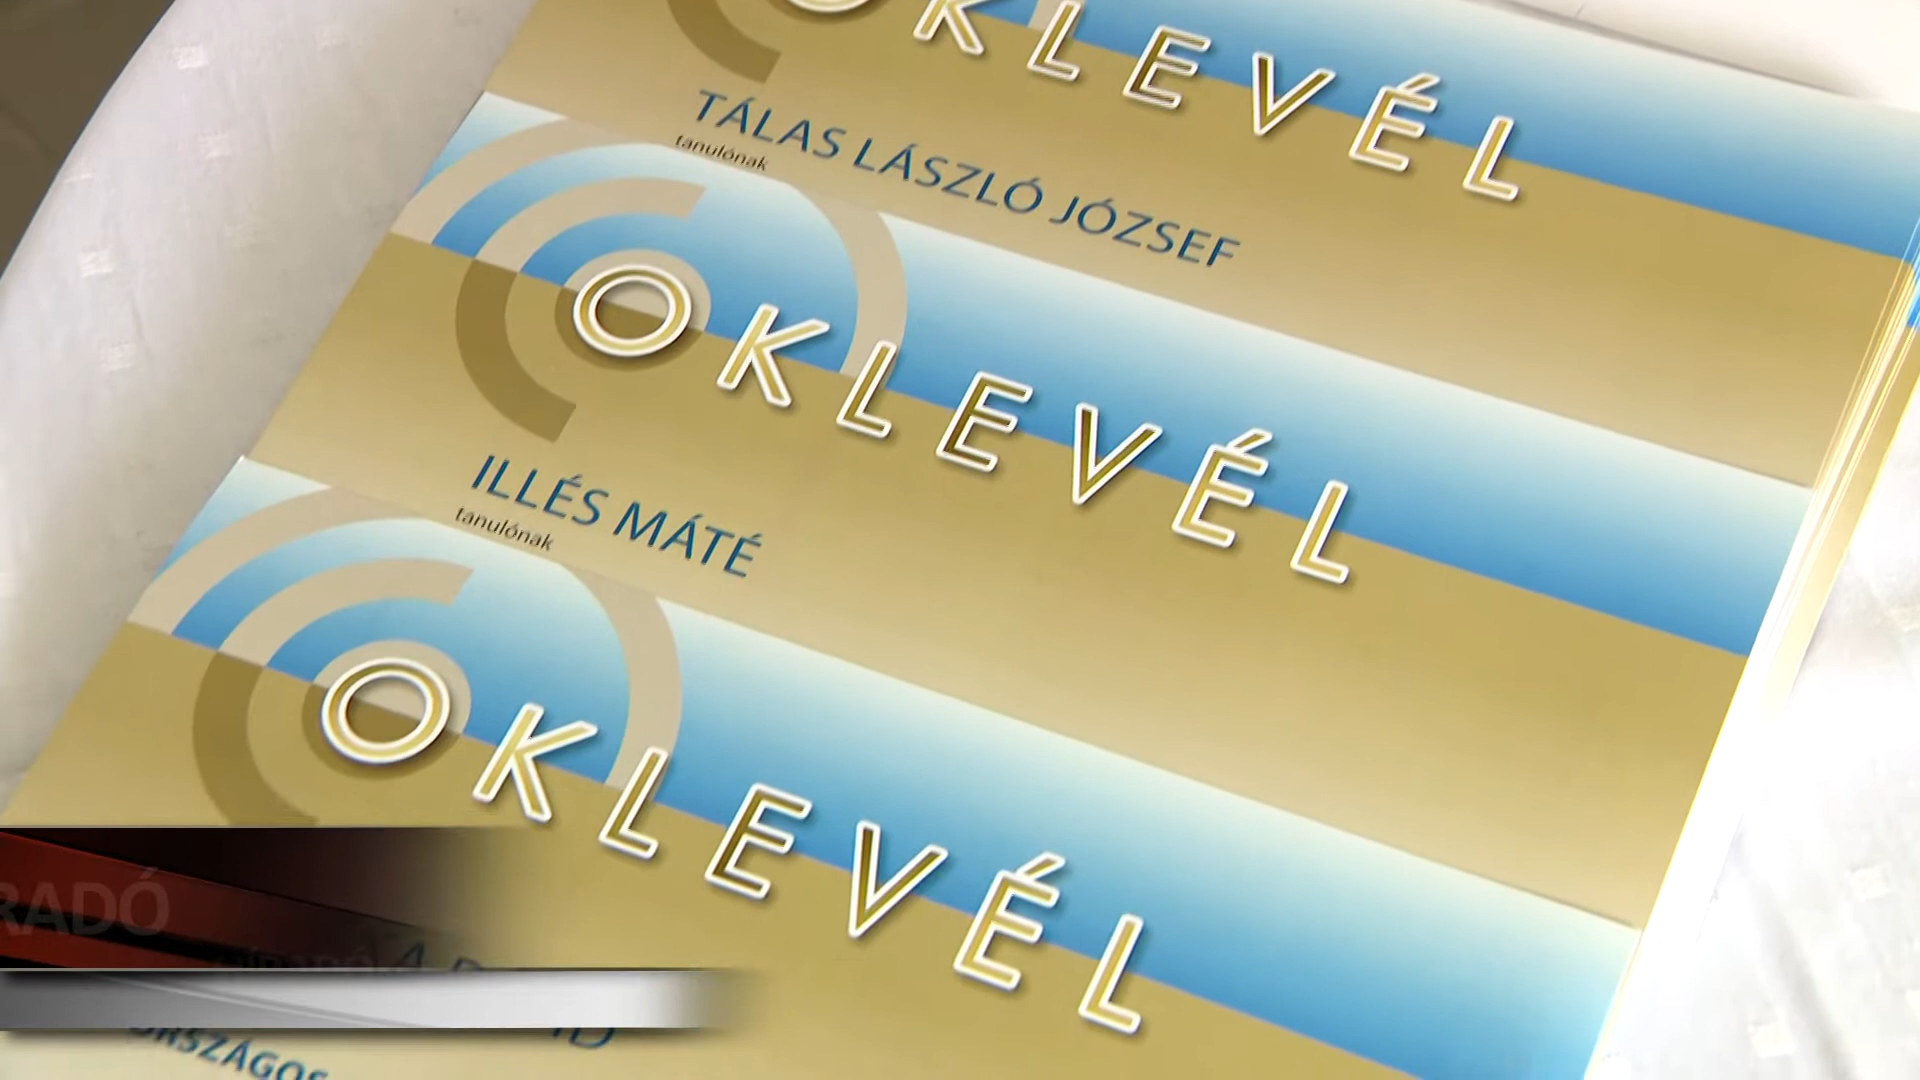 OKLEVÉL
TÁLAS LÁSZLÓ JÓZSEF
tanulónak
OKLEVÉL
ILLÉS MÁTÉ
tanulónak
OKLEVÉL
RADÓ
ORSZÁGOS